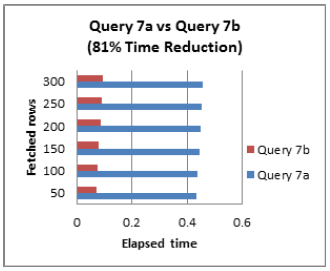 Query 7a vs Query 7b
(81% Time Reduction)
Fetched rows
300
250
200
150
100
50
Query 7b
Query 7a
0 0.2 0.4 0.6
Elapsed time